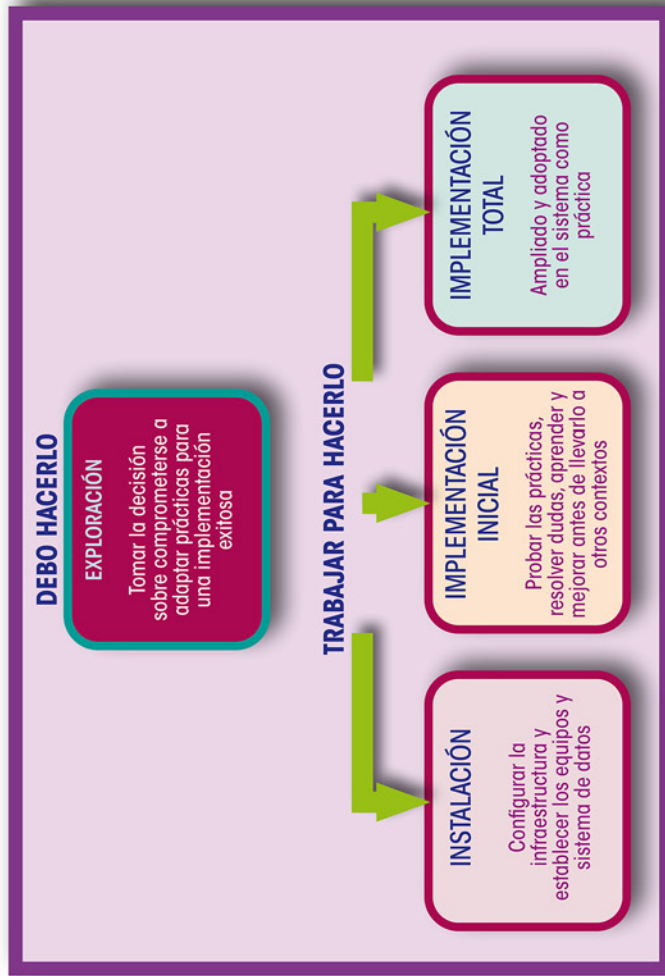 DEBO HACERLO
EXPLORACIÓN
Tomar la decisión
sobre comprometerse a
adaptar prácticas para
una implementación
exitosa
TRABAJAR PARA HACERLO
INSTALACIÓN
Configurar la
infraestructura y
establecer los equipos y
sistema de datos
IMPLEMENTACIÓN
INICIAL
Probar las prácticas,
resolver dudas, aprender y
mejorar antes de llevarlo a
otros contextos
IMPLEMENTACIÓN
TOTAL
Ampliado y adoptado
en el sistema como
práctica